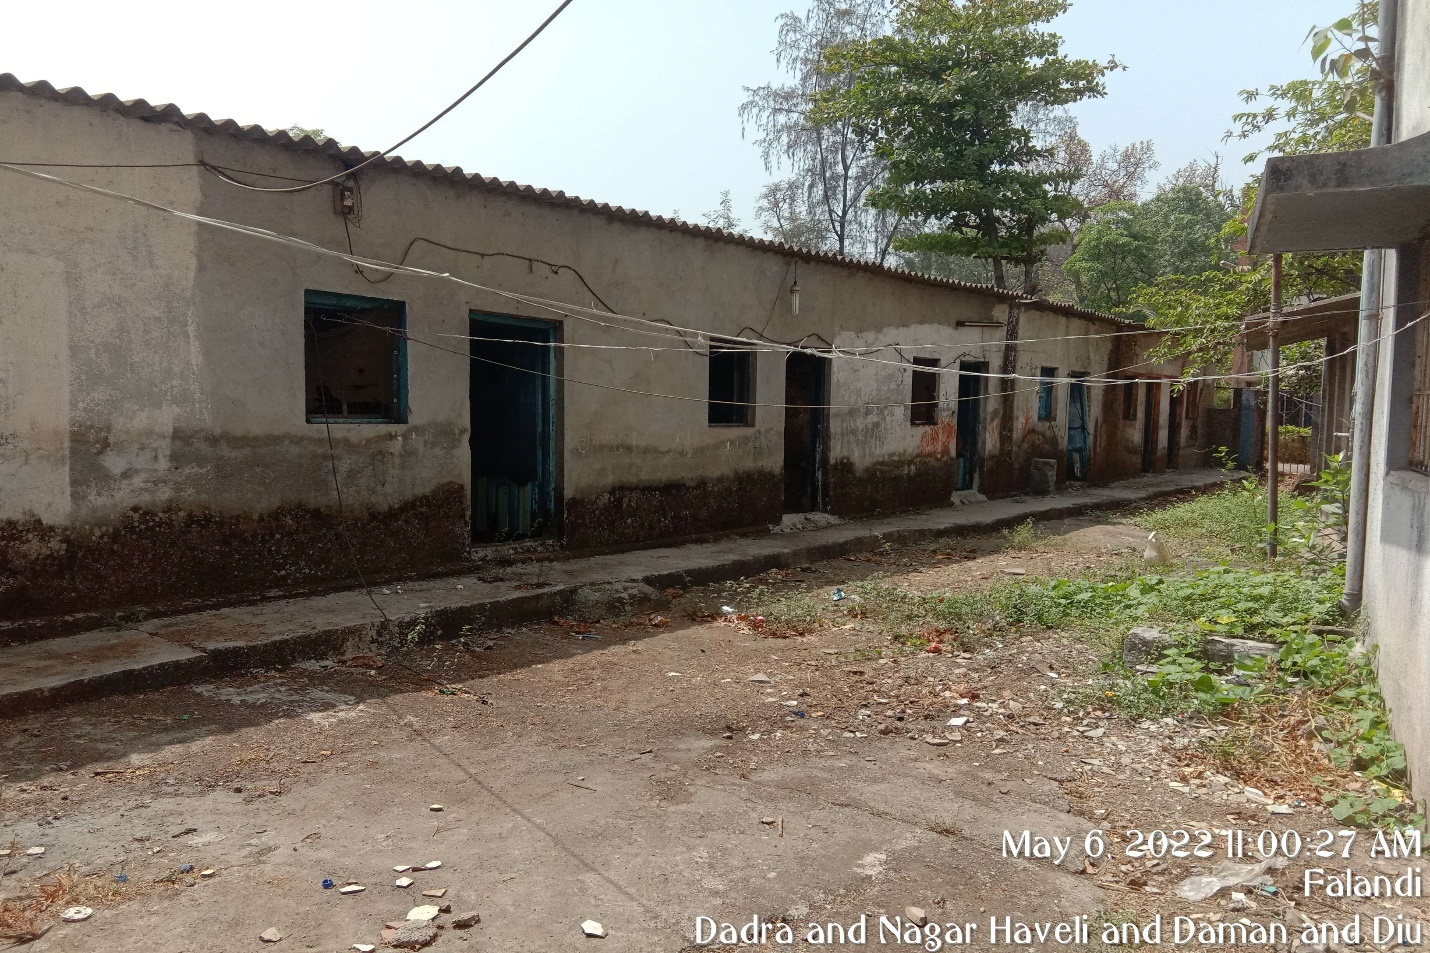 May 6 2022 11:00:27 AM
Falandi
Dadra and Nagar Haveli and Daman and Diu